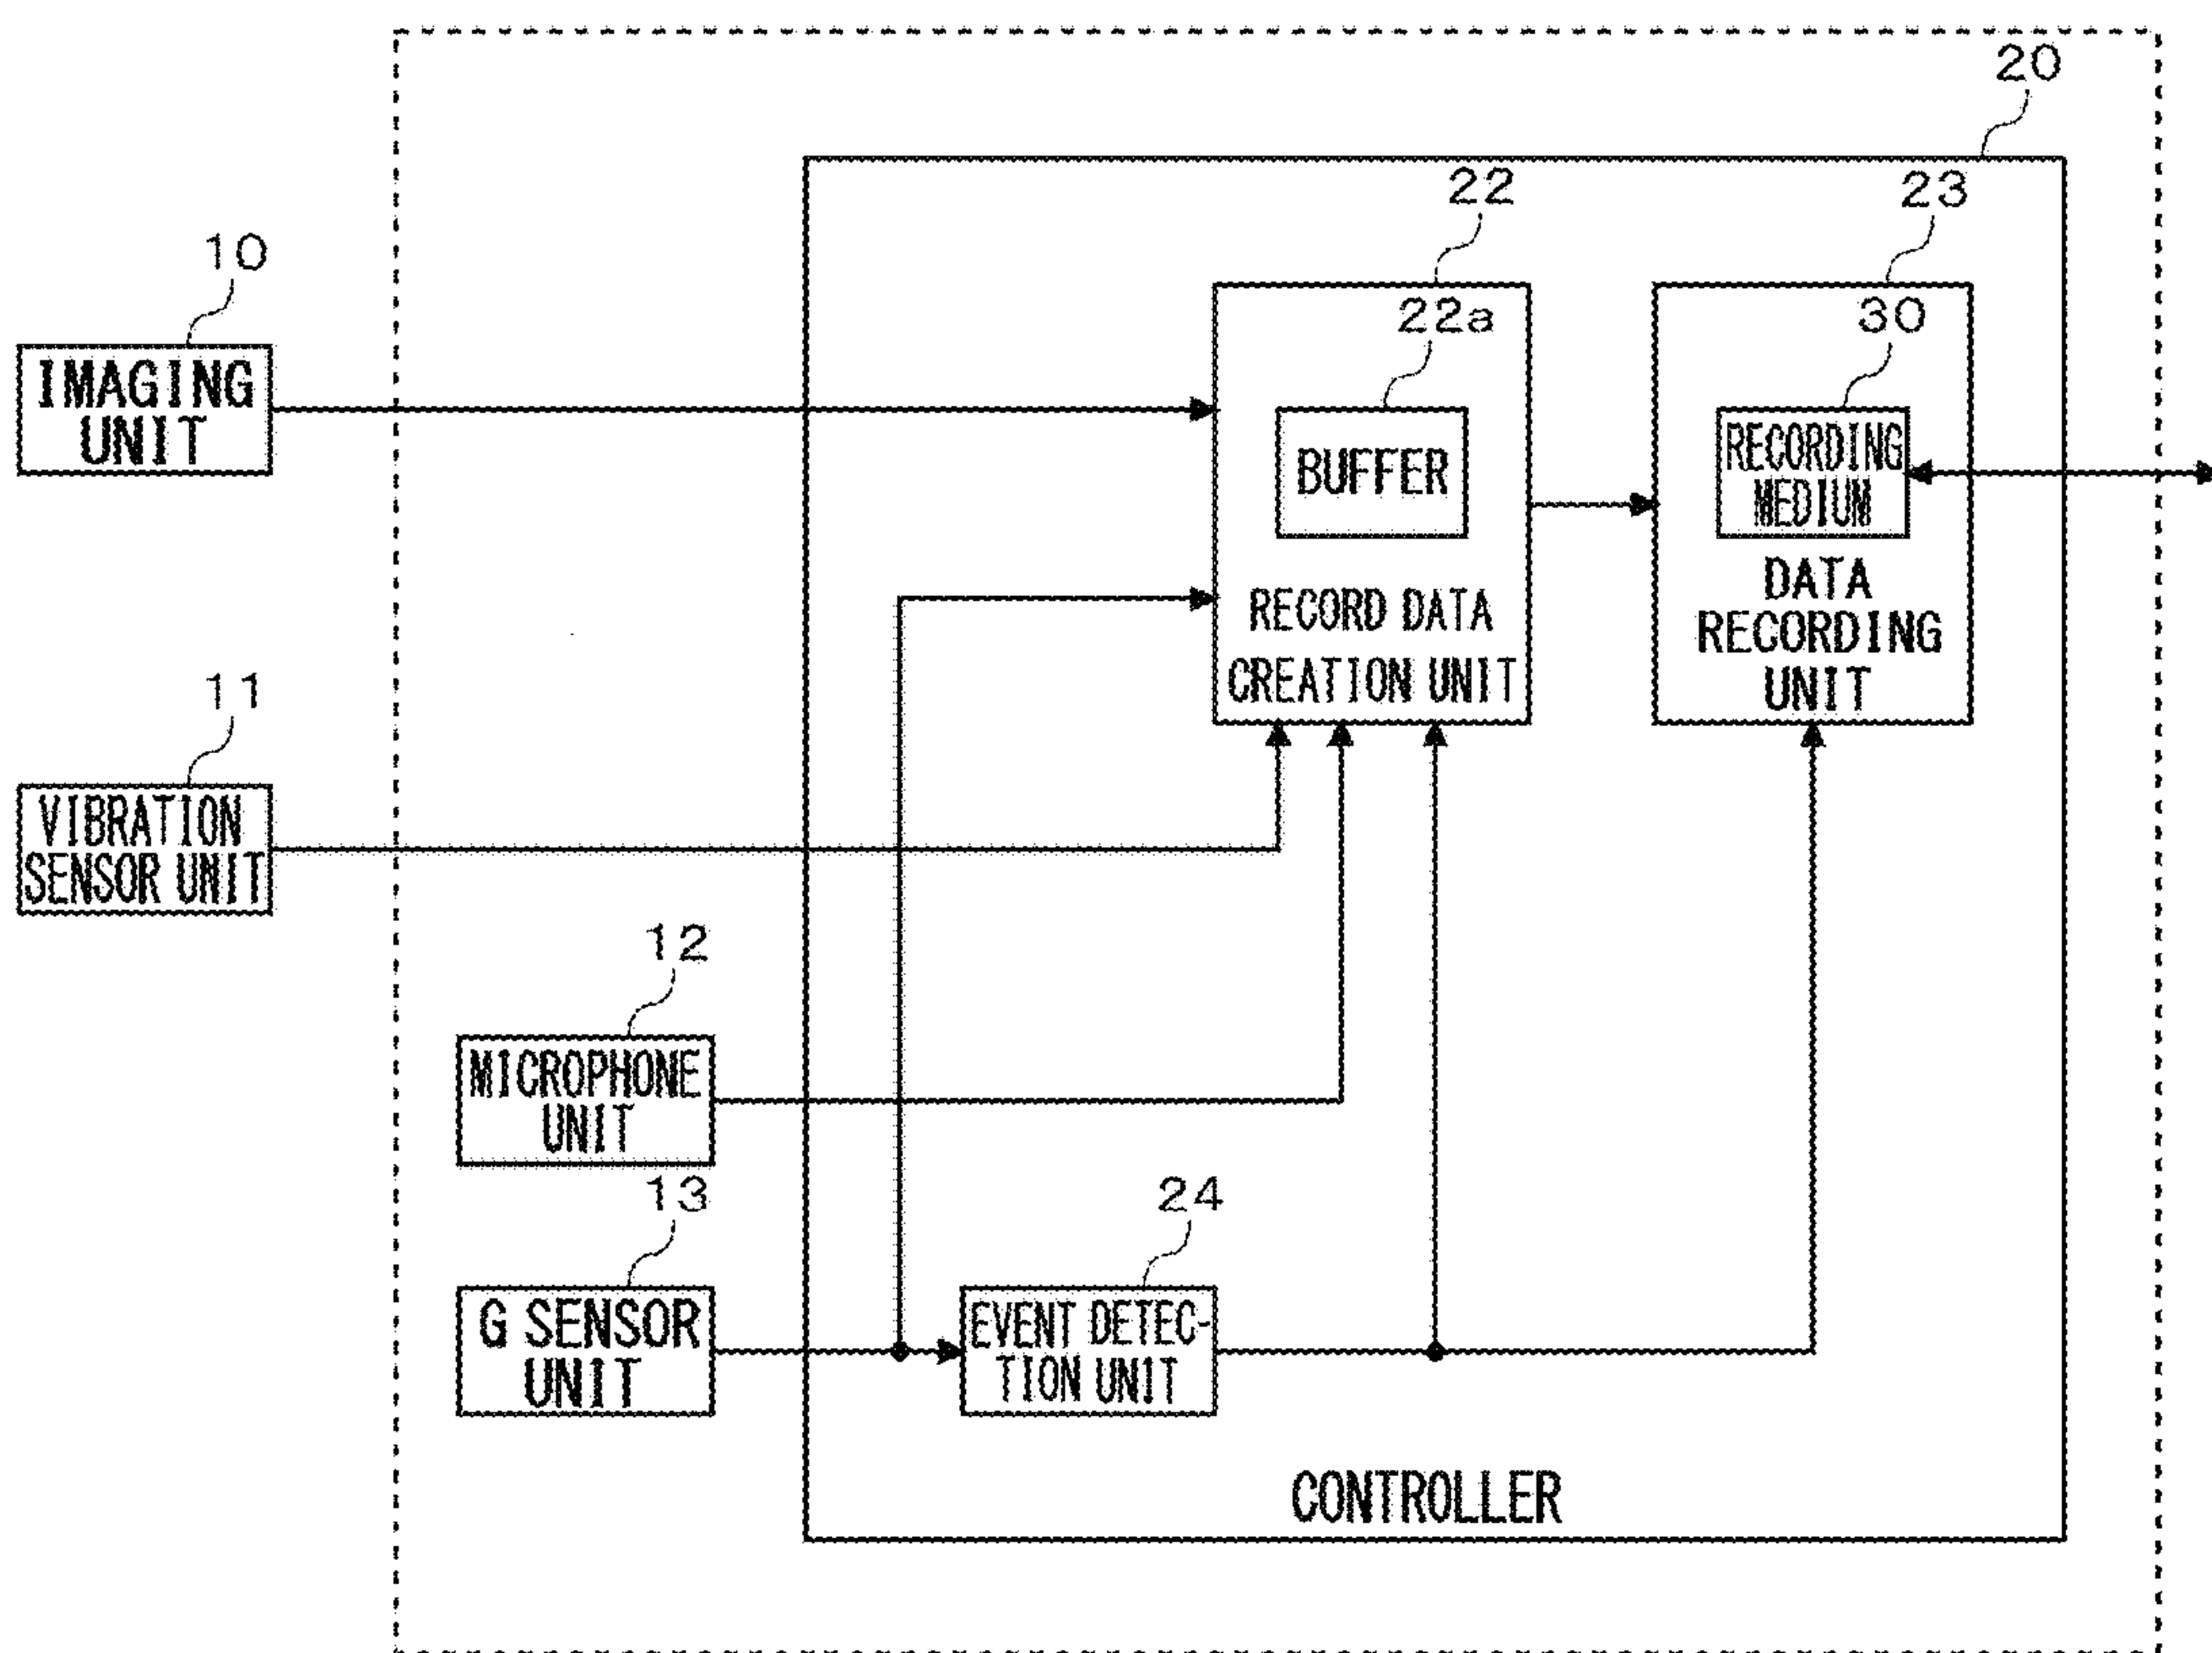 20
22
23
10
22a
30
IMAGING
UNIT
BUFFER
RECORDING
MEDIUM
DATA
RECORDING
UNIT
RECORD DATA
CREATION UNIT
11
VIBRATION
SENSOR UNIT
12
MICROPHONE
UNIT
13
24
G SENSOR
UNIT
EVENT DETEC-
TION UNIT
CONTROLLER